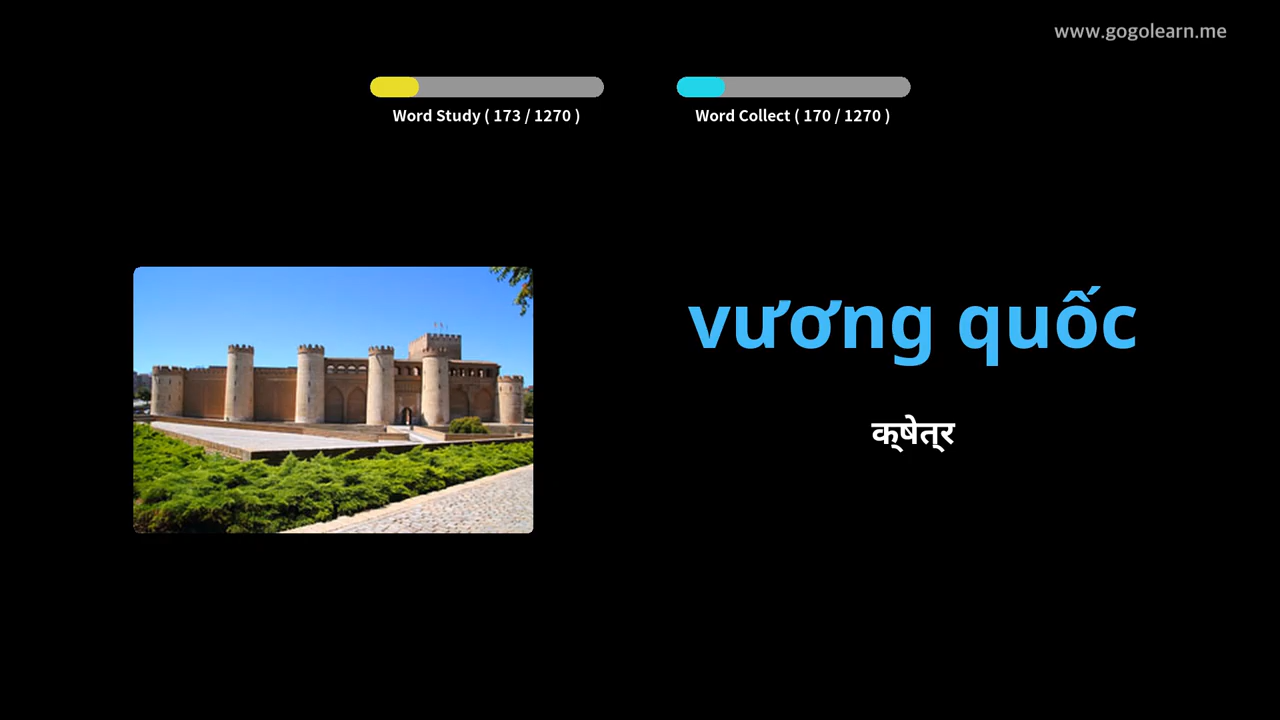 www.gogolearn.me
Word Study ( 173 / 1270 )
Word Collect ( 170 / 1270 )
vương quốc
क्षेत्र